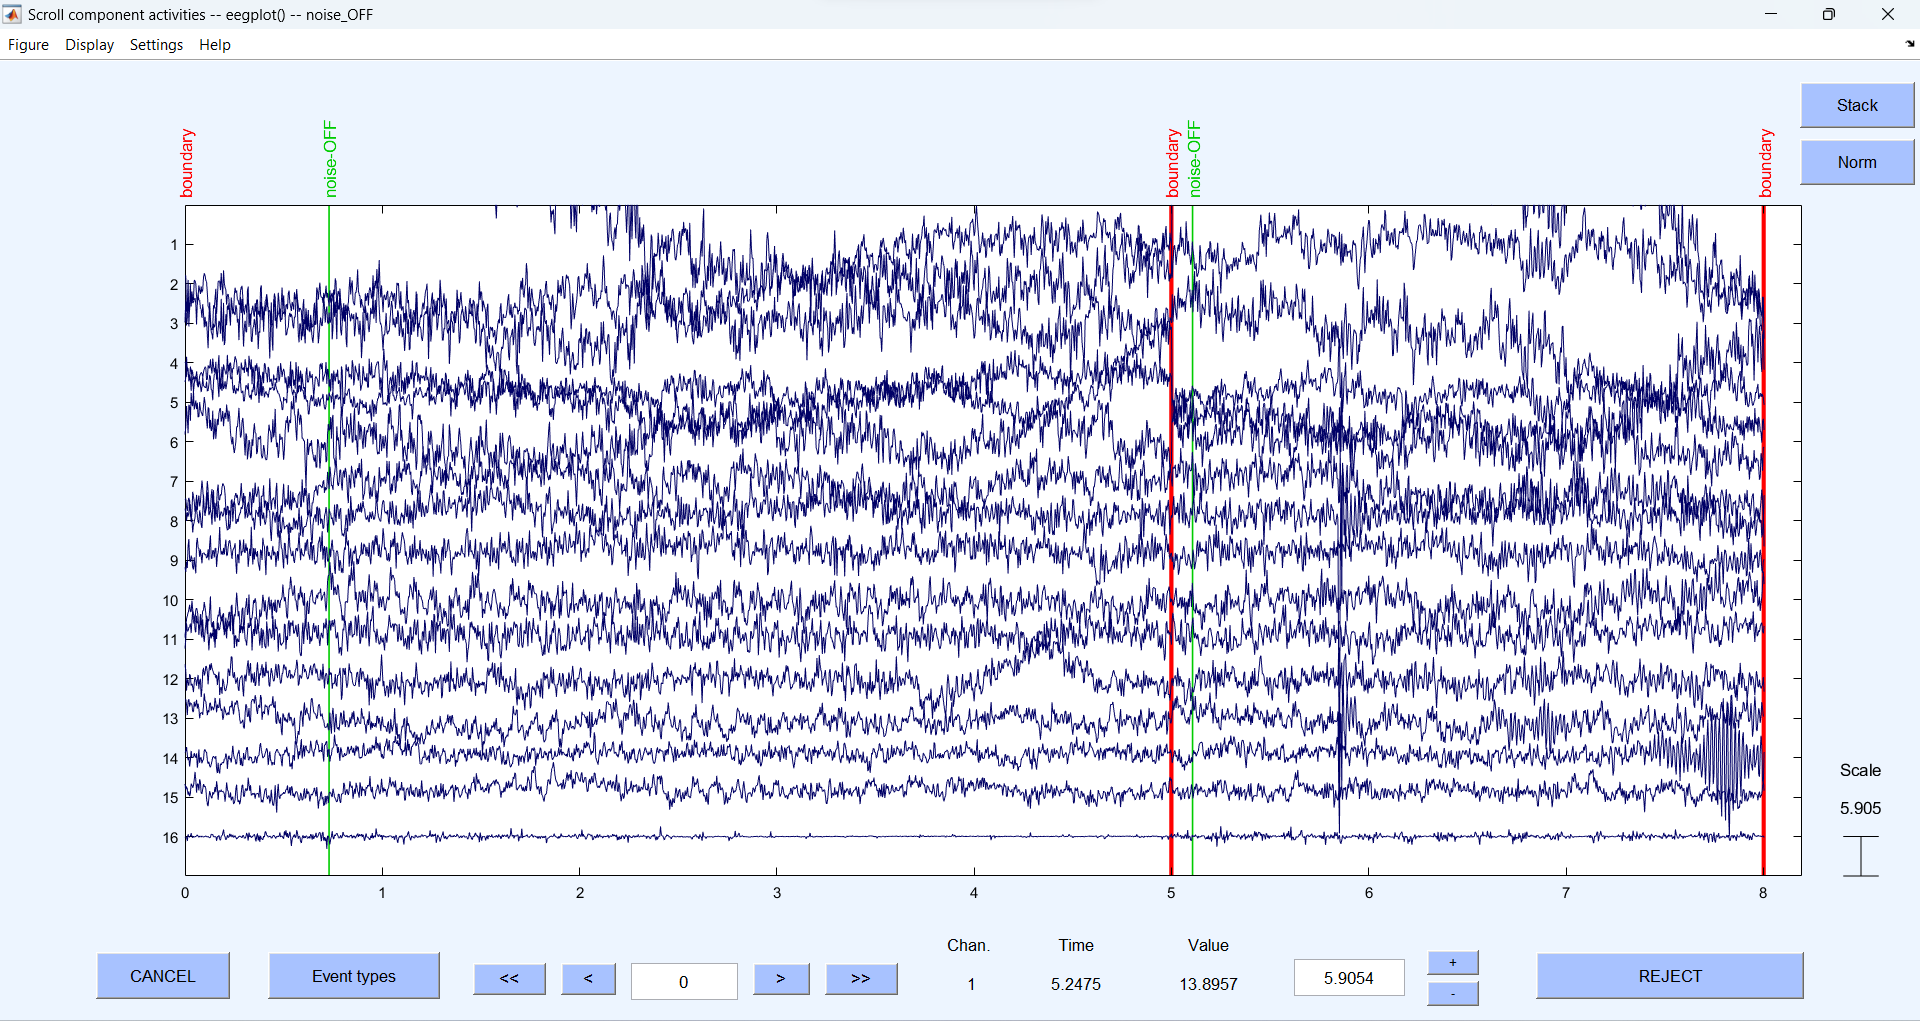 Scroll component activities -- eegplot() -- noise_OFF
Figure Display Settings Help
Stack
Norm
boundary
noise-OFF
boundary
noise-OFF
boundary
1
2
3
4
5
6
7
8
9
10
11
12
13
14
15
16
0 1 2 3 4 5 6 7 8
Scale
5.905
Chan. Time Value
1 5.2475 13.8957
CANCEL Event types << < 0 > >> 5.9054 + - REJECT